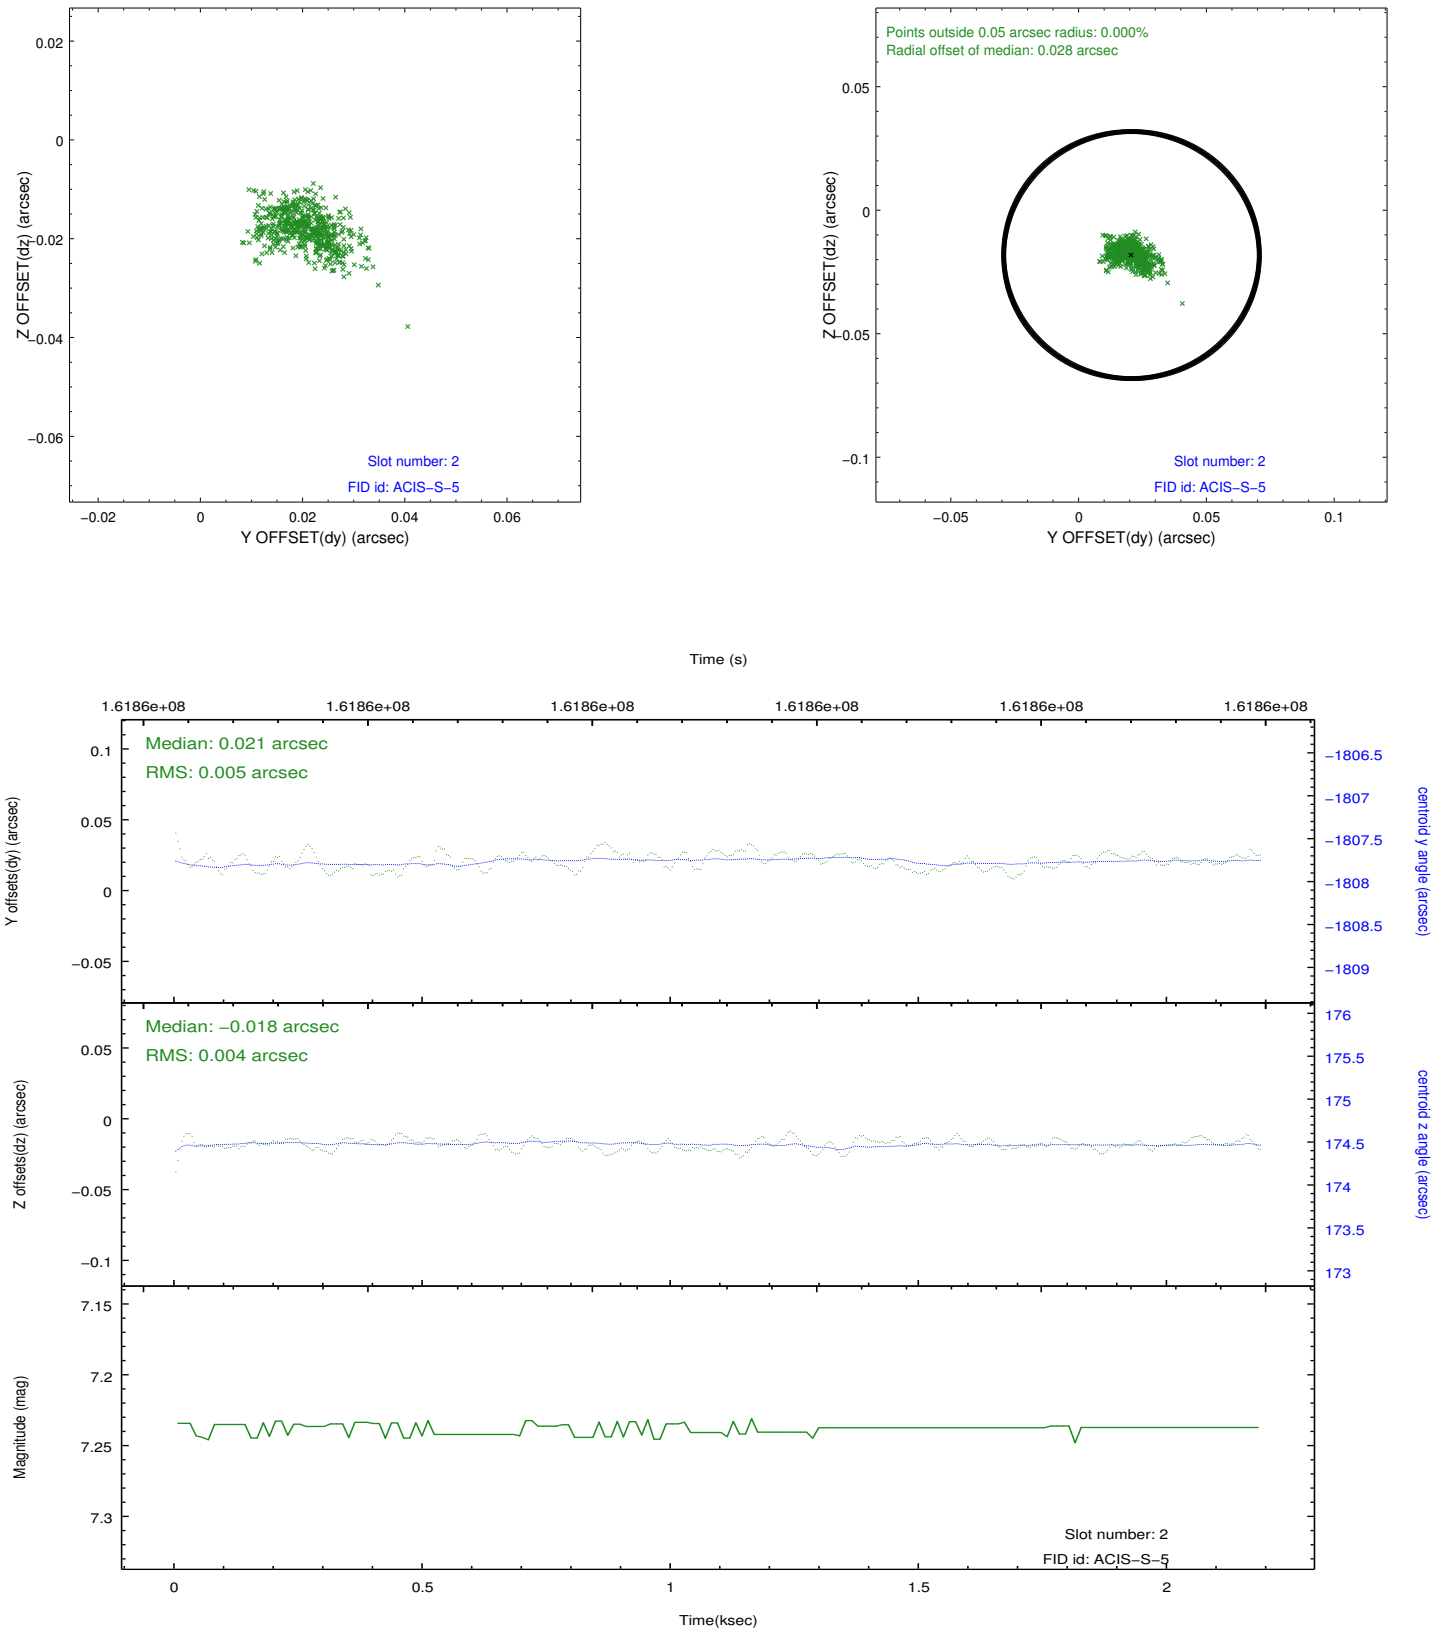 0.02
0
−0.02
−0.04
−0.06
Z OFFSET(dz) (arcsec)
Slot number: 2
FID id: ACIS−S−5
−0.02
0
0.02
0.04
0.06
Y OFFSET(dy) (arcsec)
Points outside 0.05 arcsec radius: 0.000%
Radial offset of median: 0.028 arcsec
0.05
0
−0.05
−0.1
Z OFFSET(dz) (arcsec)
Slot number: 2
FID id: ACIS−S−5
−0.05
0
0.05
0.1
Y OFFSET(dy) (arcsec)
Time (s)
1.6186e+08
1.6186e+08
1.6186e+08
1.6186e+08
1.6186e+08
1.6186e+08
Median: 0.021 arcsec
RMS: 0.005 arcsec
0.1
0.05
0
−0.05
Y offsets(dy) (arcsec)
−1806.5
−1807
−1807.5
−1808
−1808.5
−1809
centroid y angle (arcsec)
Median: −0.018 arcsec
RMS: 0.004 arcsec
0.05
0
−0.05
−0.1
Z offsets(dz) (arcsec)
176
175.5
175
174.5
174
173.5
173
centroid z angle (arcsec)
7.15
7.2
7.25
7.3
Magnitude (mag)
Slot number: 2
FID id: ACIS−S−5
0
0.5
1
1.5
2
Time(ksec)